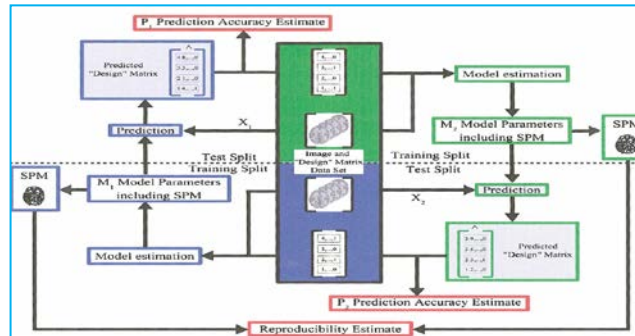 P₁ Prediction Accuracy Estimate
Predicted
"Design" Matrix
Model estimation
Prediction
X₁
M₂ Model Parameters
including SPM
SPM
Image and
"Design" Matrix
Data Set
Test Split
Training Split
Training Split
Test Split
SPM
M₁ Model Parameters
including SPM
X₂
Prediction
Model estimation
Predicted
"Design" Matrix
P₂ Prediction Accuracy Estimate
Reproducibility Estimate